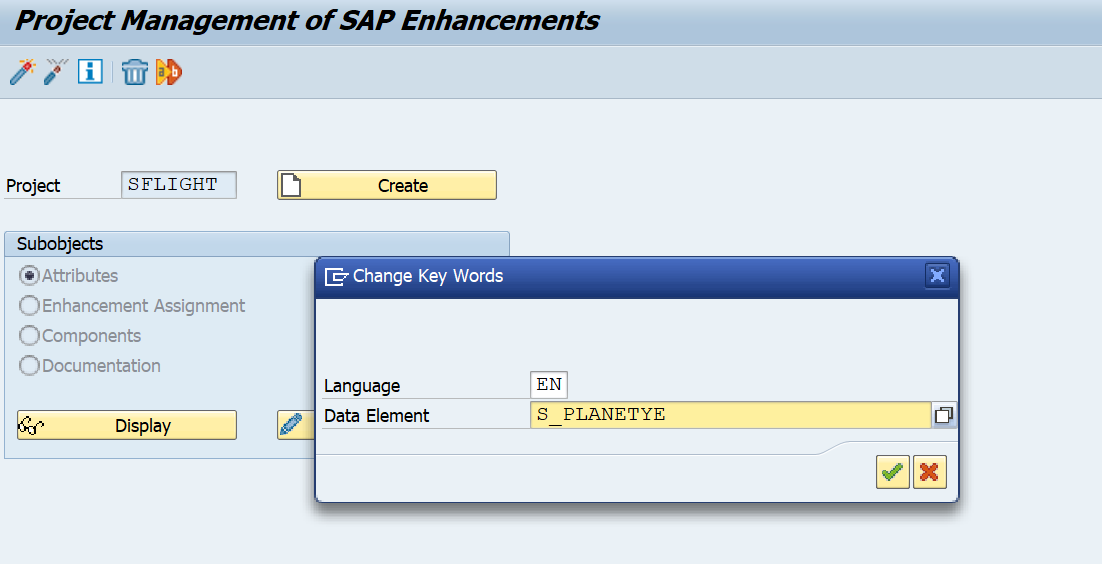 Project Management of SAP Enhancements
Project SFLIGHT Create
Subobjects
Attributes
Enhancement Assignment
Components
Documentation
Display
Change Key Words
Language EN
Data Element S_PLANETYE